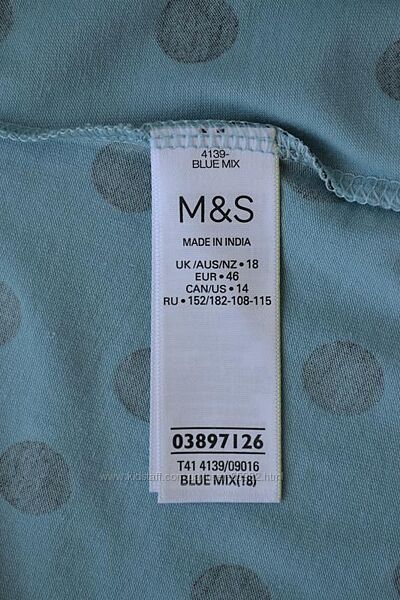 4139-
BLUE MIX
M&S
MADE IN INDIA
UK /AUS/NZ • 18
EUR • 46
CAN/US • 14
RU • 152/182-108-115
03897126
T41 4139/09016
BLUE MIX(18)